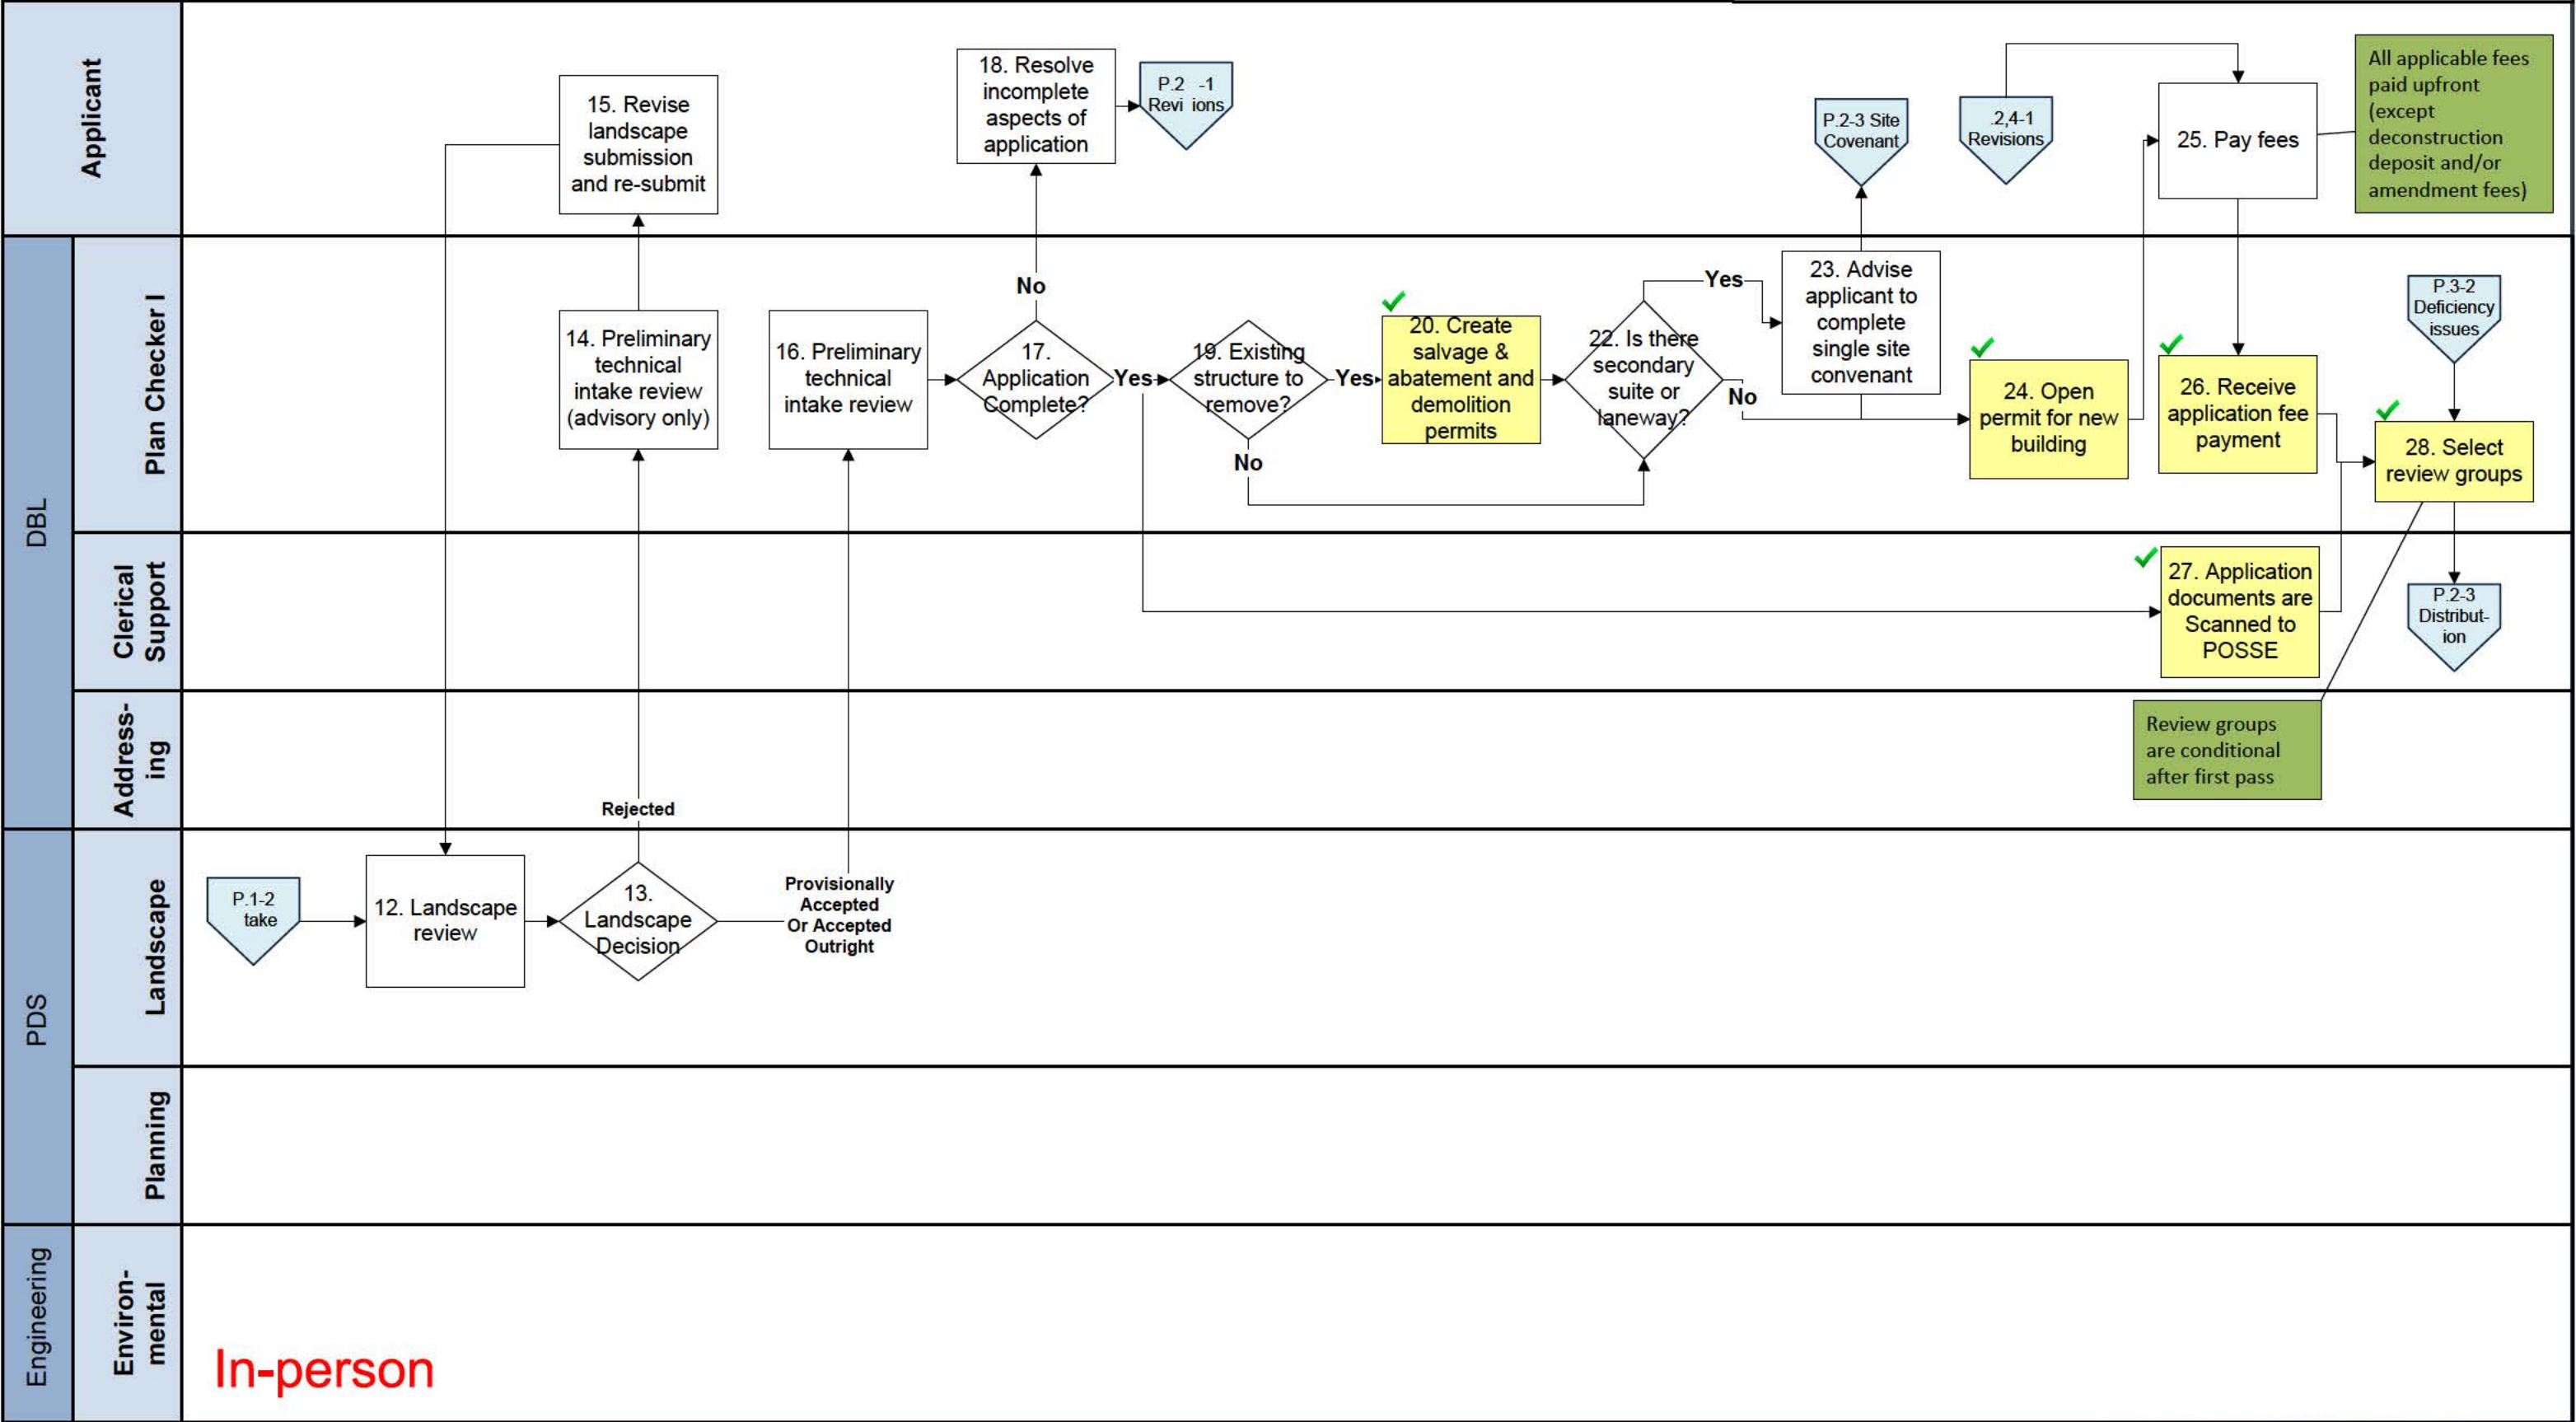 Applicant
15. Revise
landscape
submission
and re-submit
18. Resolve
incomplete
aspects of
application
P.2 -1
Revi ions
P.2-3 Site
Covenant
.2,4-1
Revisions
25. Pay fees
All applicable fees
paid upfront
(except
deconstruction
deposit and/or
amendment fees)
DBL
Plan Checker I
14. Preliminary
technical
intake review
(advisory only)
16. Preliminary
technical
intake review
No
17.
Application
Complete?
Yes
19. Existing
structure to
remove?
No
Yes
20. Create
salvage &
abatement and
demolition
permits
22. Is there
secondary
suite or
laneway?
Yes
No
23. Advise
applicant to
complete
single site
convenant
24. Open
permit for new
building
26. Receive
application fee
payment
P.3-2
Deficiency
issues
28. Select
review groups
Clerical
Support
27. Application
documents are
Scanned to
POSSE
P.2-3
Distribut-
ion
Address-
ing
Rejected
Review groups
are conditional
after first pass
PDS
Landscape
P.1-2
take
12. Landscape
review
13.
Landscape
Decision
Provisionally
Accepted
Or Accepted
Outright
Planning
Engineering
Environ-
mental
In-person